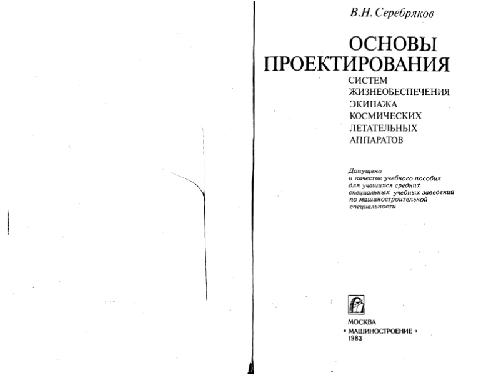 В.Н. Серебряков
ОСНОВЫ
ПРОЕКТИРОВАНИЯ
СИСТЕМ
ЖИЗНЕОБЕСПЕЧЕНИЯ
ЭКИПАЖА
КОСМИЧЕСКИХ
ЛЕТАТЕЛЬНЫХ
АППАРАТОВ
Допущено
в качестве учебного пособия
для учащихся средних
специальных учебных заведений
по машиностроительной
специальности
МОСКВА
• МАШИНОСТРОЕНИЕ •
1983